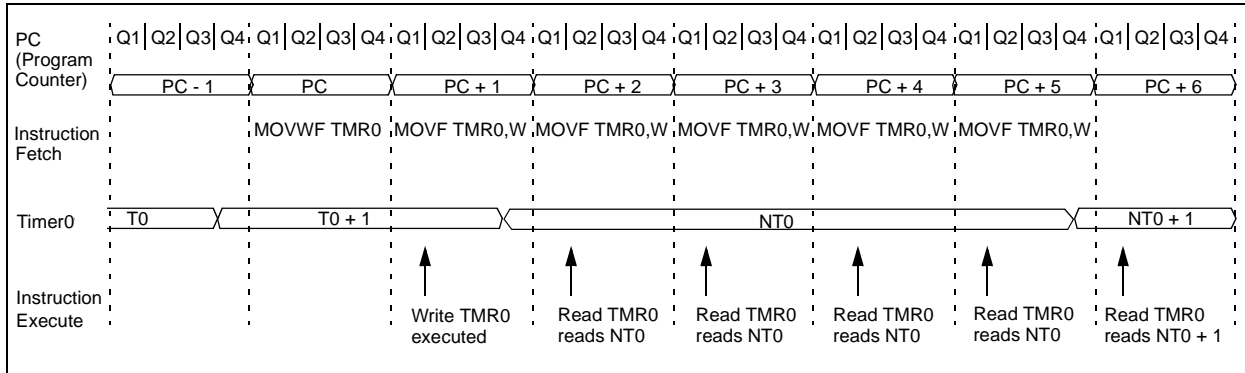 PC
(Program
Counter)
Q1 Q2 Q3 Q4 Q1 Q2 Q3 Q4 Q1 Q2 Q3 Q4 Q1 Q2 Q3 Q4 Q1 Q2 Q3 Q4 Q1 Q2 Q3 Q4 Q1 Q2 Q3 Q4 Q1 Q2 Q3 Q4
PC - 1 PC PC + 1 PC + 2 PC + 3 PC + 4 PC + 5 PC + 6
Instruction
Fetch
MOVWF TMR0 MOVF TMR0,W MOVF TMR0,W MOVF TMR0,W MOVF TMR0,W MOVF TMR0,W
Timer0
T0 T0 + 1 NT0 NT0 + 1
Instruction
Execute
Write TMR0
executed
Read TMR0
reads NT0
Read TMR0
reads NT0
Read TMR0
reads NT0
Read TMR0
reads NT0
Read TMR0
reads NT0 + 1